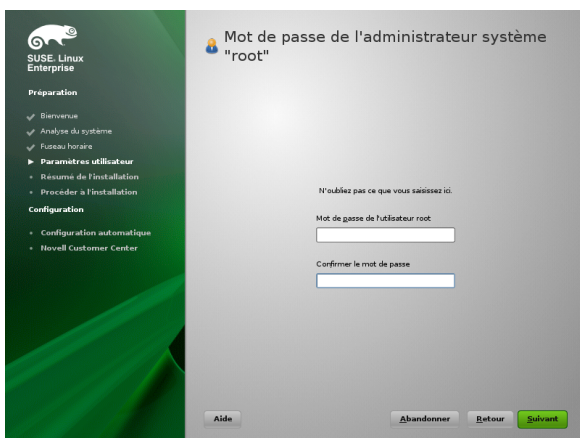 SUSE. Linux
Enterprise
Préparation
Bienvenue
Analyse du système
Fuseau horaire
Paramètres utilisateur
Résumé de l'installation
Procéder à l'installation
Configuration
Configuration automatique
Novell Customer Center
Mot de passe de l'administrateur système
"root"
N'oubliez pas ce que vous saisissez ici.
Mot de passe de l'utilisateur root
Confirmer le mot de passe
Aide
Abandonner
Retour
Suivant